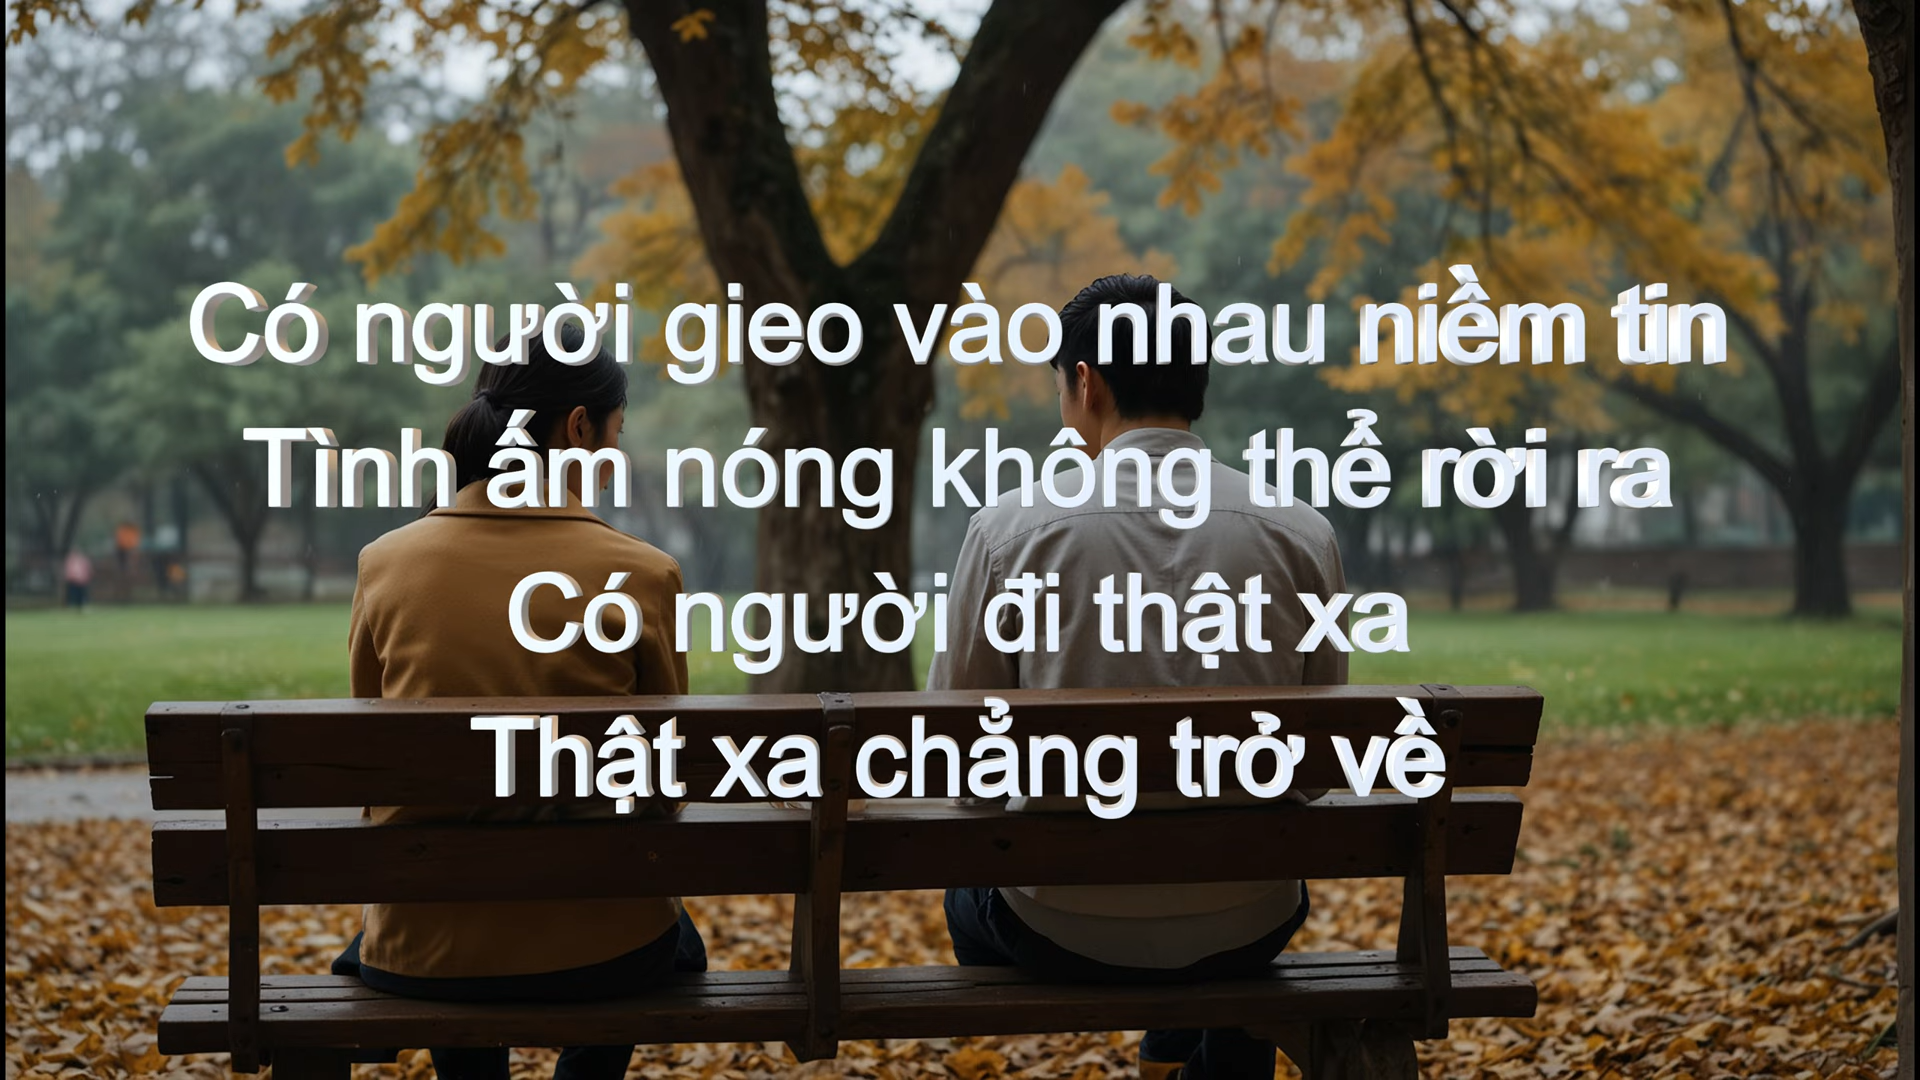 Có người gieo vào nhau niềm tin
Tình ấm nóng không thể rời ra
Có người đi thật xa
Thật xa chẳng trở về